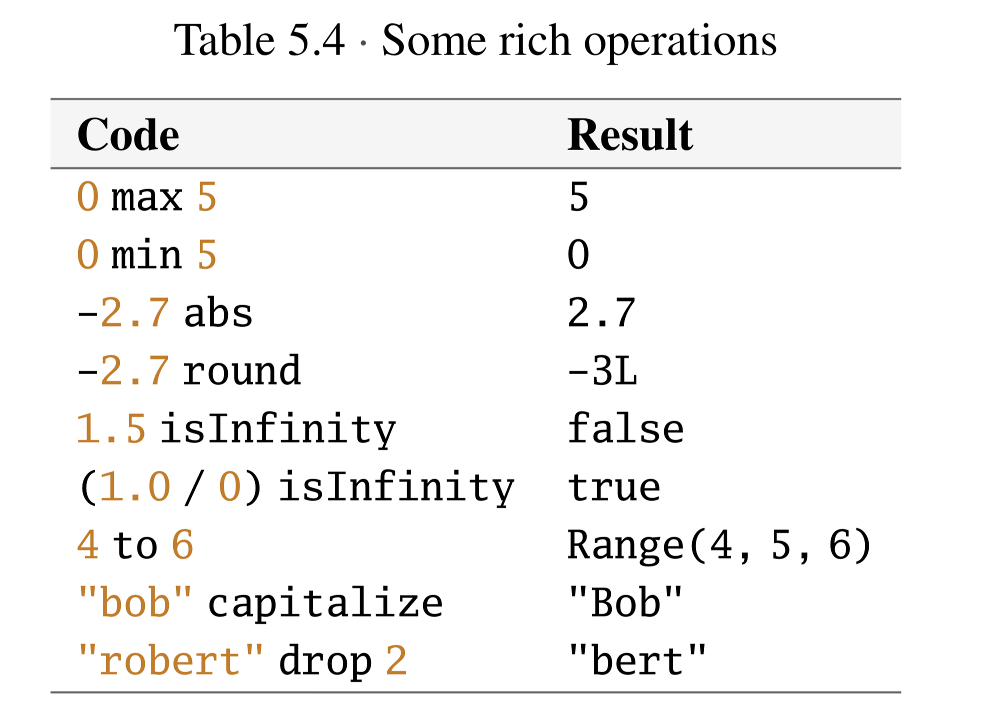 Table 5.4 · Some rich operations
Code Result
0 max 5 5
0 min 5 0
-2.7 abs 2.7
-2.7 round -3L
1.5 isInfinity false
(1.0 / 0) isInfinity true
4 to 6 Range(4, 5, 6)
"bob" capitalize "Bob"
"robert" drop 2 "bert"